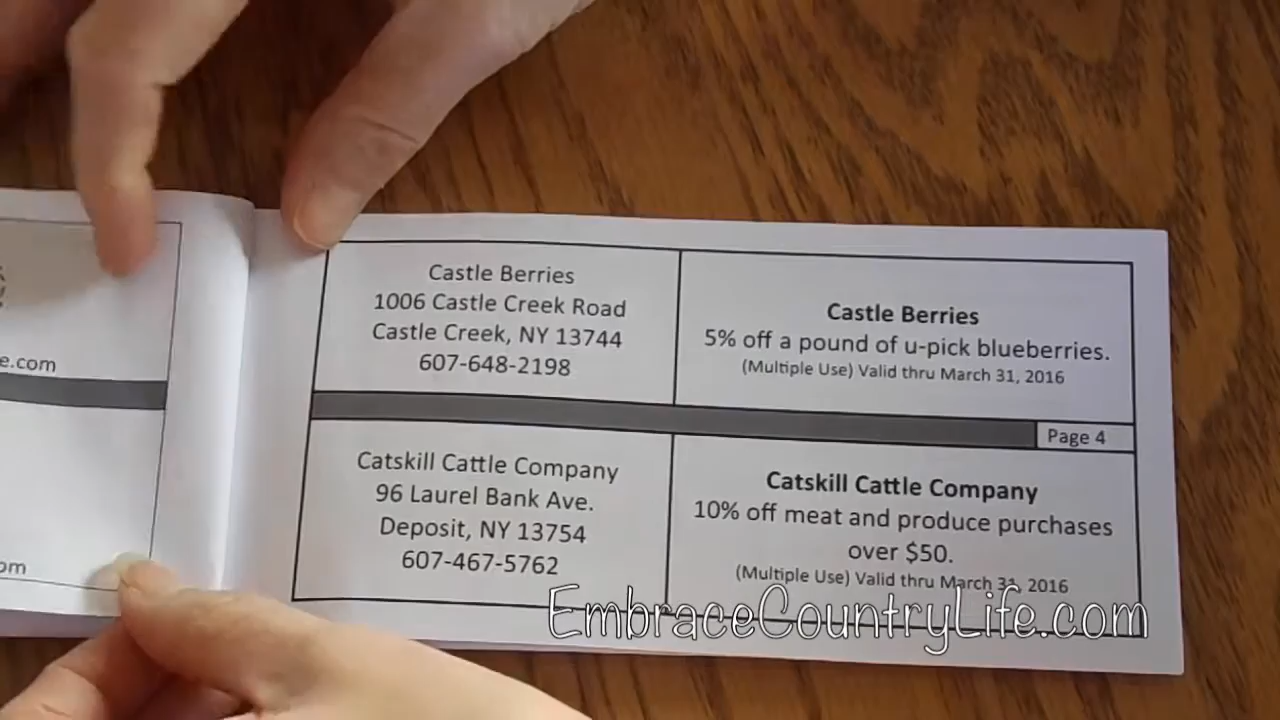 e.com
om
Castle Berries
1006 Castle Creek Road
Castle Creek, NY 13744
607-648-2198
Castle Berries
5% off a pound of u-pick blueberries.
(Multiple Use) Valid thru March 31, 2016
Page 4
Catskill Cattle Company
96 Laurel Bank Ave.
Deposit, NY 13754
607-467-5762
Catskill Cattle Company
10% off meat and produce purchases
over $50.
(Multiple Use) Valid thru March 31, 2016
EmbraceCountryLife.com